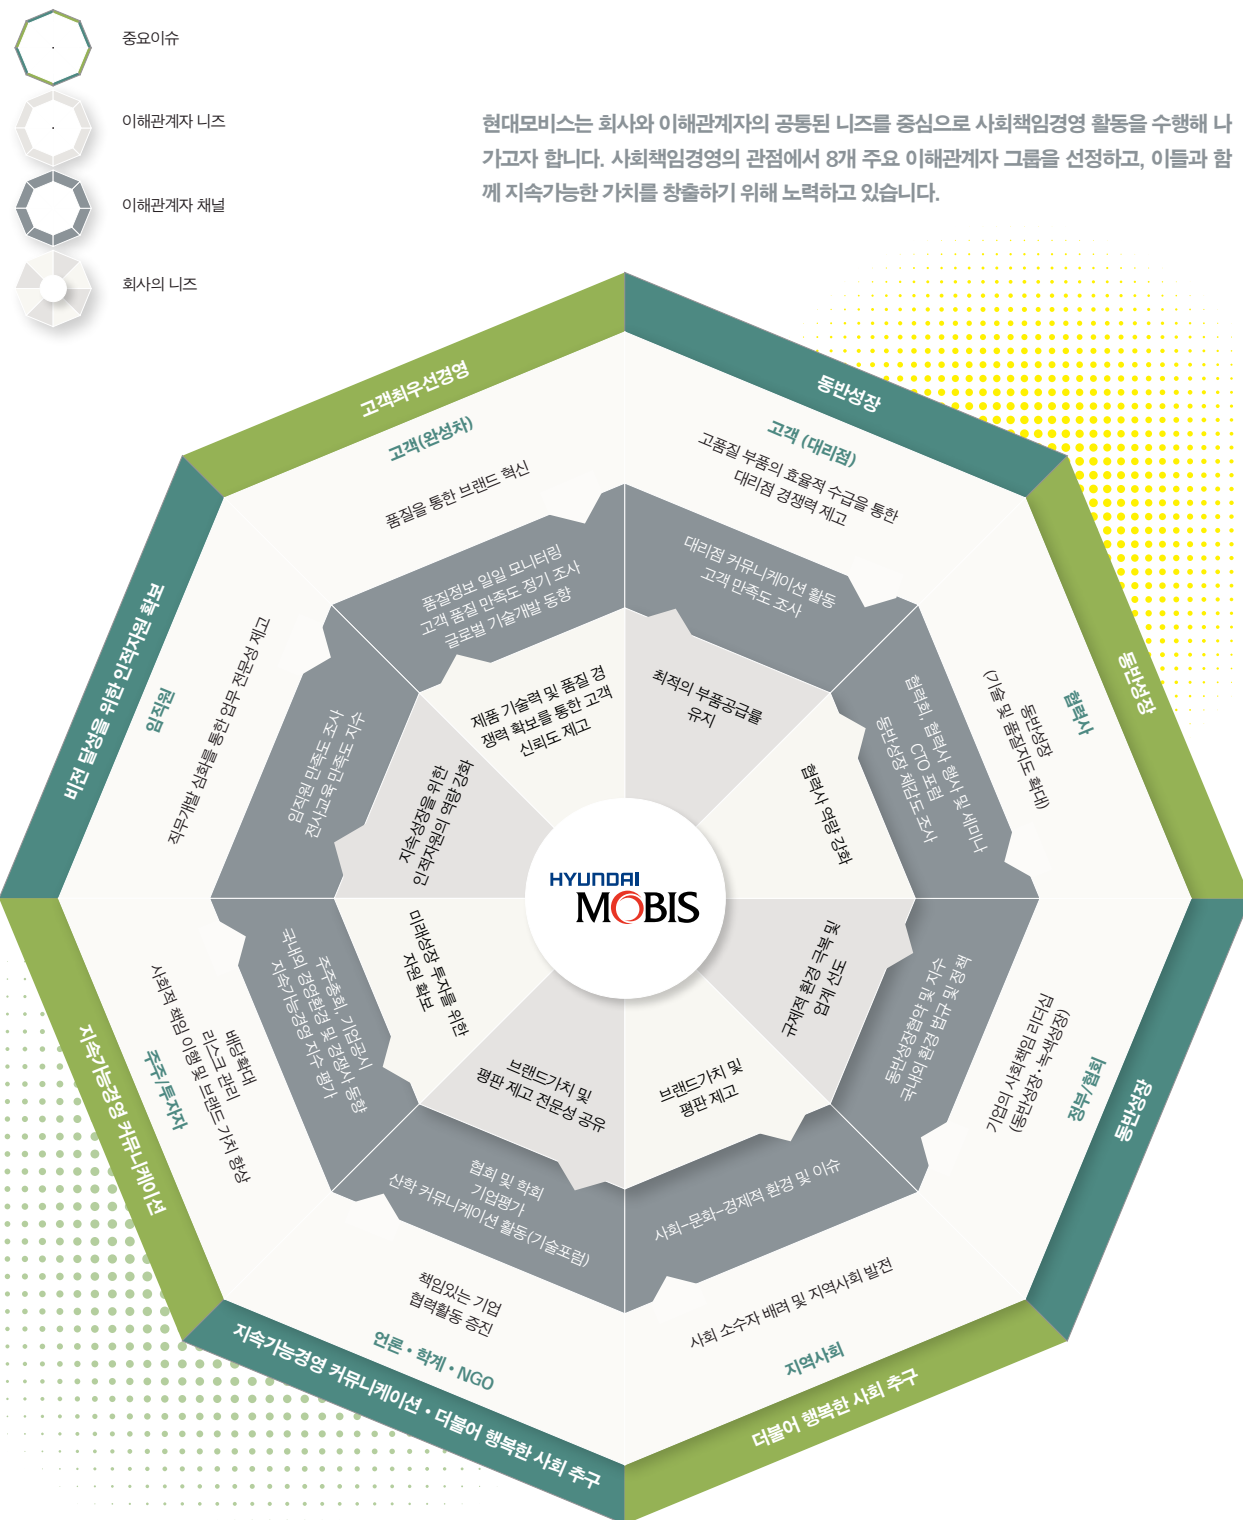 중요이슈
이해관계자 니즈
이해관계자 채널
회사의 니즈
현대모비스는 회사와 이해관계자의 공통된 니즈를 중심으로 사회책임경영 활동을 수행해 나
가고자 합니다. 사회책임경영의 관점에서 8개 주요 이해관계자 그룹을 선정하고, 이들과 함
께 지속가능한 가치를 창출하기 위해 노력하고 있습니다.
고객최우선경영
고객(완성차)
품질을 통한 브랜드 혁신
품질정보 일일 모니터링
고객 품질 만족도 정기 조사
글로벌 기술개발 동향
제품 기술력 및 품질 경
쟁력 확보를 통한 고객
신뢰도 제고
동반성장
고객 (대리점)
고품질 부품의 효율적 수급을 통한
대리점 경쟁력 제고
대리점 커뮤니케이션 활동
고객 만족도 조사
최적의 부품공급률
유지
동반성장
협력사
동반성장
(기술 및 품질지도 확대)
협력회, 협력사 행사 및 세미나
CTO 포럼
동반성장 체감도 조사
협력사 역량 강화
동반성장
정부/협회
기업의 사회책임 리더십
(동반성장·녹색성장)
동반성장협약 및 지수
국내외 환경 법규 및 정책
규제적 환경 극복 및
업계 선도
더불어 행복한 사회 추구
지역사회
사회 소수자 배려 및 지역사회 발전
사회-문화-경제적 환경 및 이슈
브랜드가치 및
평판 제고
지속가능경영 커뮤니케이션 • 더불어 행복한 사회 추구
언론 • 학계 • NGO
책임있는 기업
협력활동 증진
협회 및 학회
기업평가
산학 커뮤니케이션 활동(기술포럼)
브랜드가치 및
평판 제고 전문성 공유
지속가능경영 커뮤니케이션
주주/투자자
배당확대
리스크 관리
사회적 책임 이행 및 브랜드 가치 향상
주주총회, 기업공시
국내외 경영환경 및 경쟁사 동향
지속가능경영 지수 평가
미래성장 투자를 위한
자원 확보
비전 달성을 위한 인적자원 확보
임직원
직무개발 심화를 통한 업무 전문성 제고
임직원 만족도 조사
전사교육 만족도 지수
지속성장을 위한
인적자원의 역량 강화
HYUNDAI
MOBIS